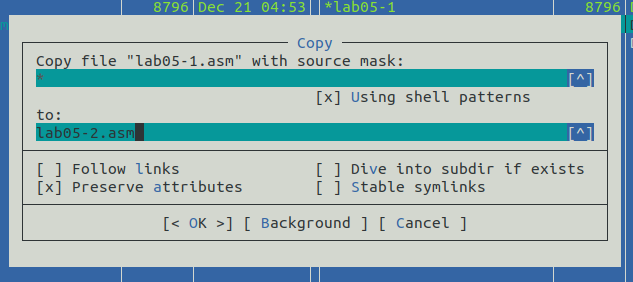 8796 Dec 21 04:53 *lab05-1 8796
Copy
Copy file "lab05-1.asm" with source mask:
* [^]
[x] Using shell patterns
to:
lab05-2.asm [^]
[ ] Follow links [ ] Dive into subdir if exists
[x] Preserve attributes [ ] Stable symlinks
[< OK >] [ Background ] [ Cancel ]